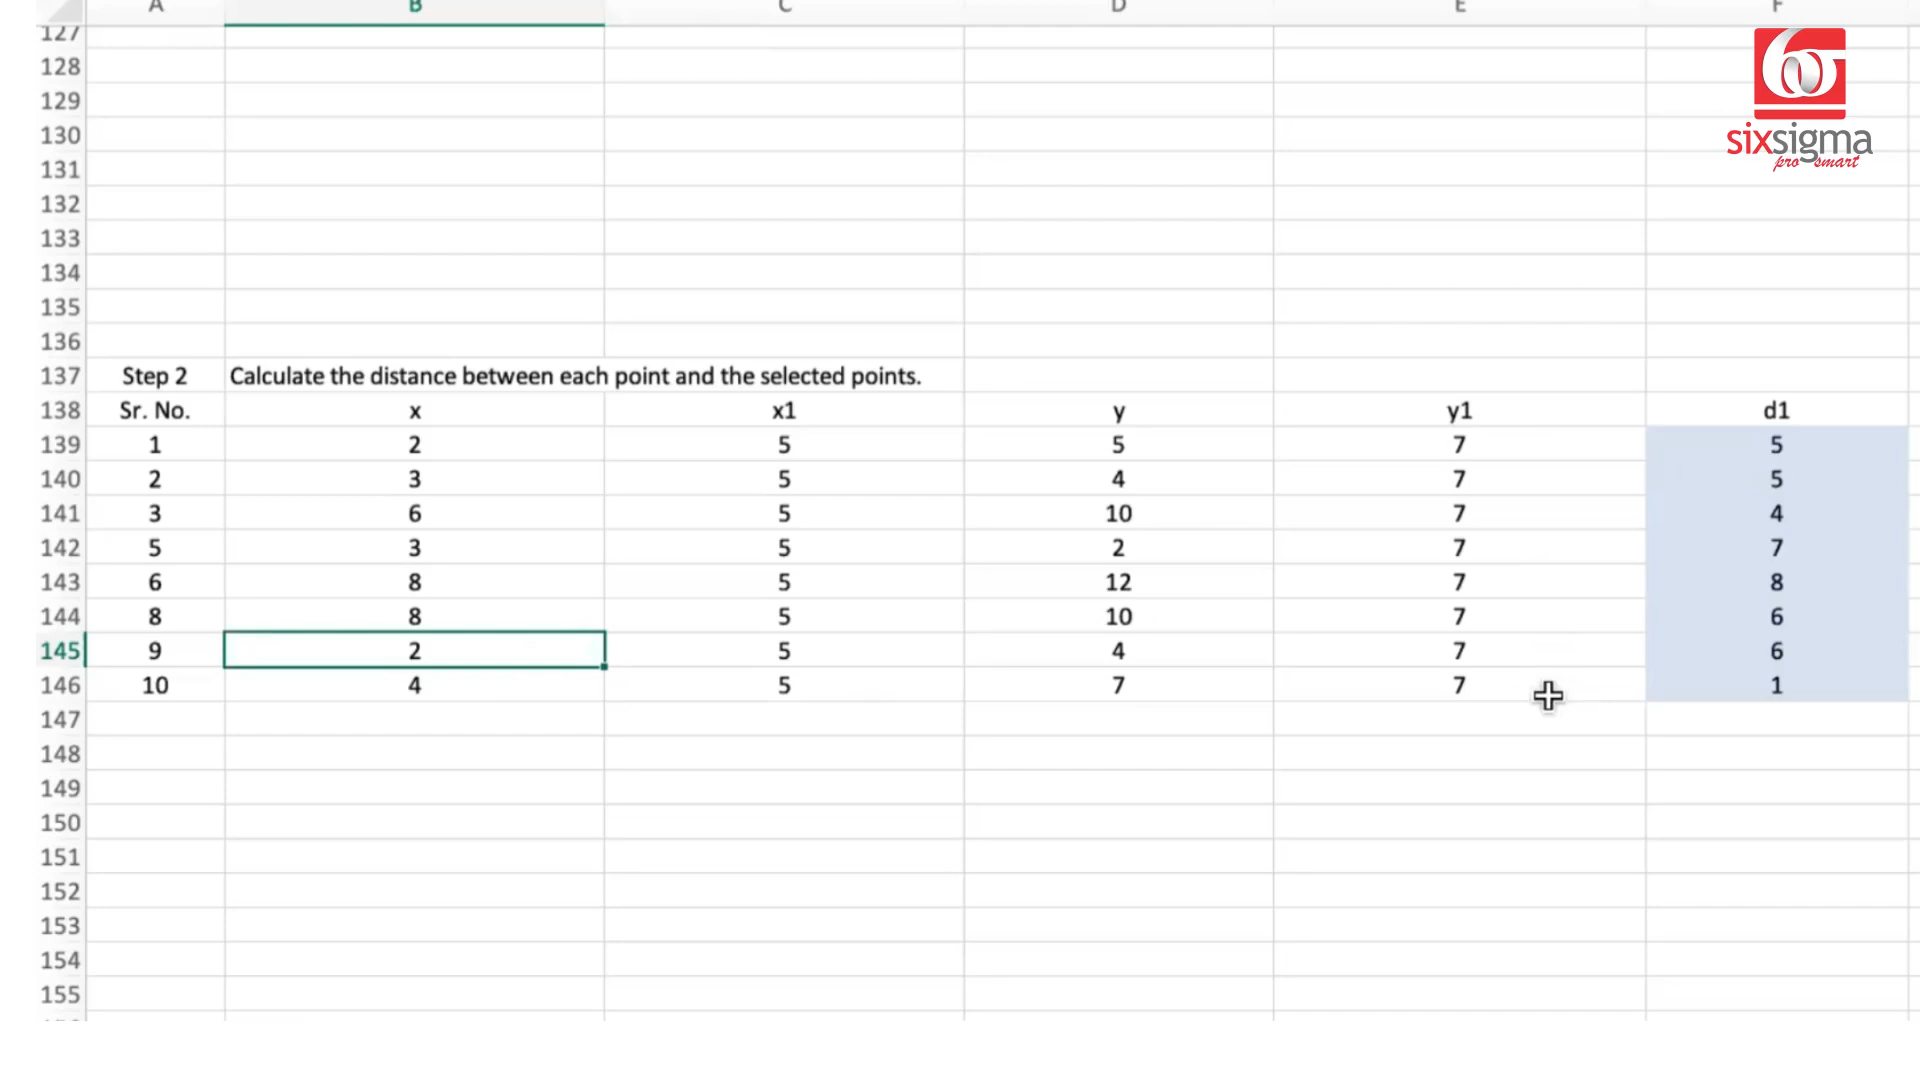 A B C D E F
127
128
129
130
131
132
133
134
135
136
137 Step 2 Calculate the distance between each point and the selected points.
138 Sr. No. x x1 y y1 d1
139 1 2 5 5 7 5
140 2 3 5 4 7 5
141 3 6 5 10 7 4
142 5 3 5 2 7 7
143 6 8 5 12 7 8
144 8 8 5 10 7 6
145 9 2 5 4 7 6
146 10 4 5 7 7 1
147
148
149
150
151
152
153
154
155
6σ
sixsigma
pro smart